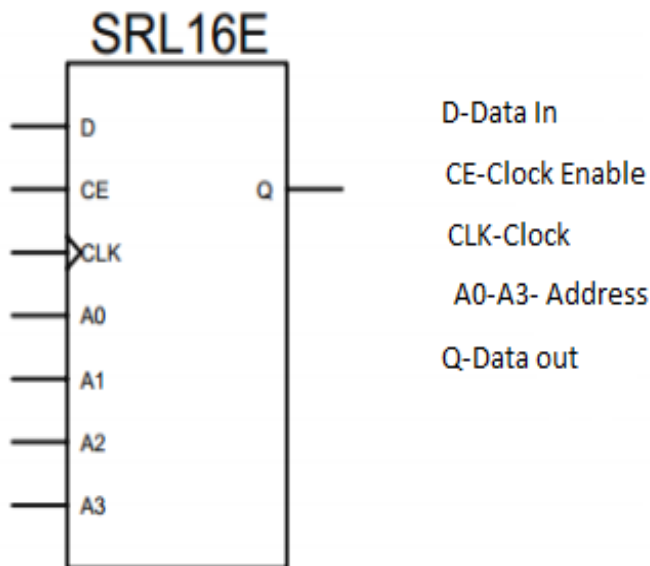 SRL16E
D
CE
Q
CLK
A0
A1
A2
A3
D-Data In
CE-Clock Enable
CLK-Clock
A0-A3- Address
Q-Data out